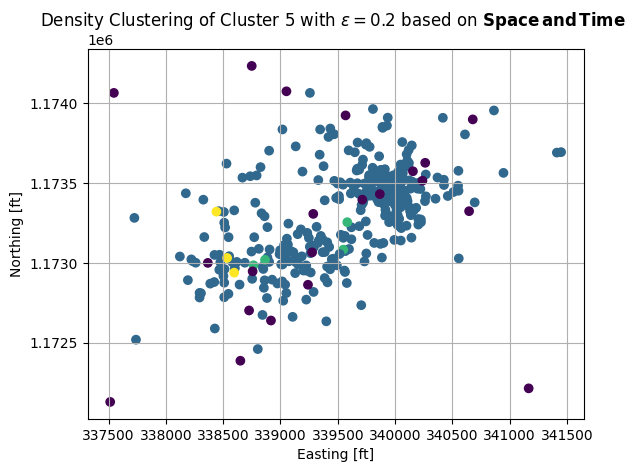 Density Clustering of Cluster 5 with ε = 0.2 based on Space and Time
1e6
1.1740
1.1735
1.1730
1.1725
Northing [ft]
337500 338000 338500 339000 339500 340000 340500 341000 341500
Easting [ft]